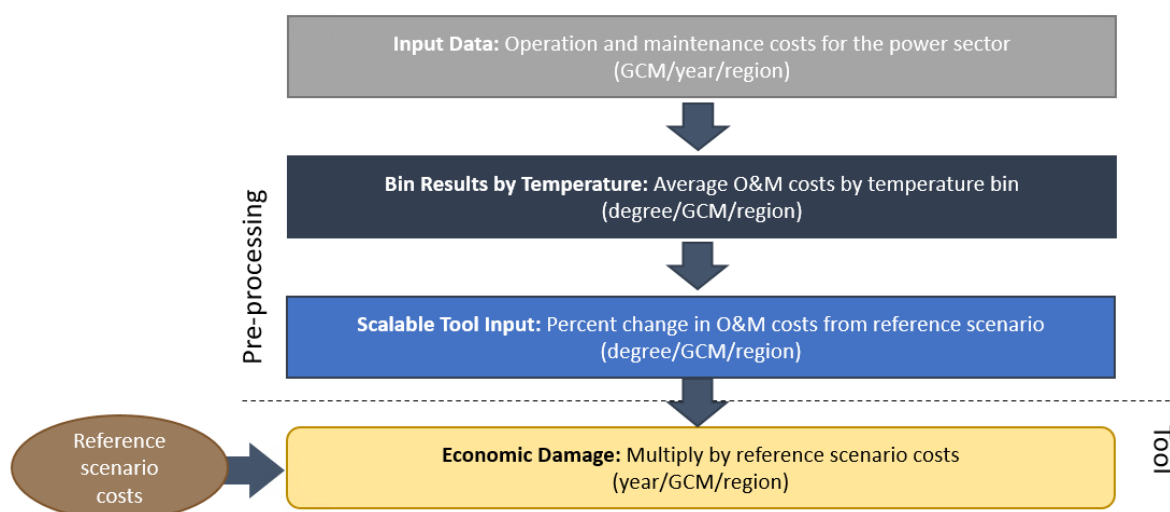 Input Data: Operation and maintenance costs for the power sector
(GCM/year/region)
Bin Results by Temperature: Average O&M costs by temperature bin
(degree/GCM/region)
Pre-processing
Scalable Tool Input: Percent change in O&M costs from reference scenario
(degree/GCM/region)
Reference
scenario
costs
Economic Damage: Multiply by reference scenario costs
(year/GCM/region)
Tool